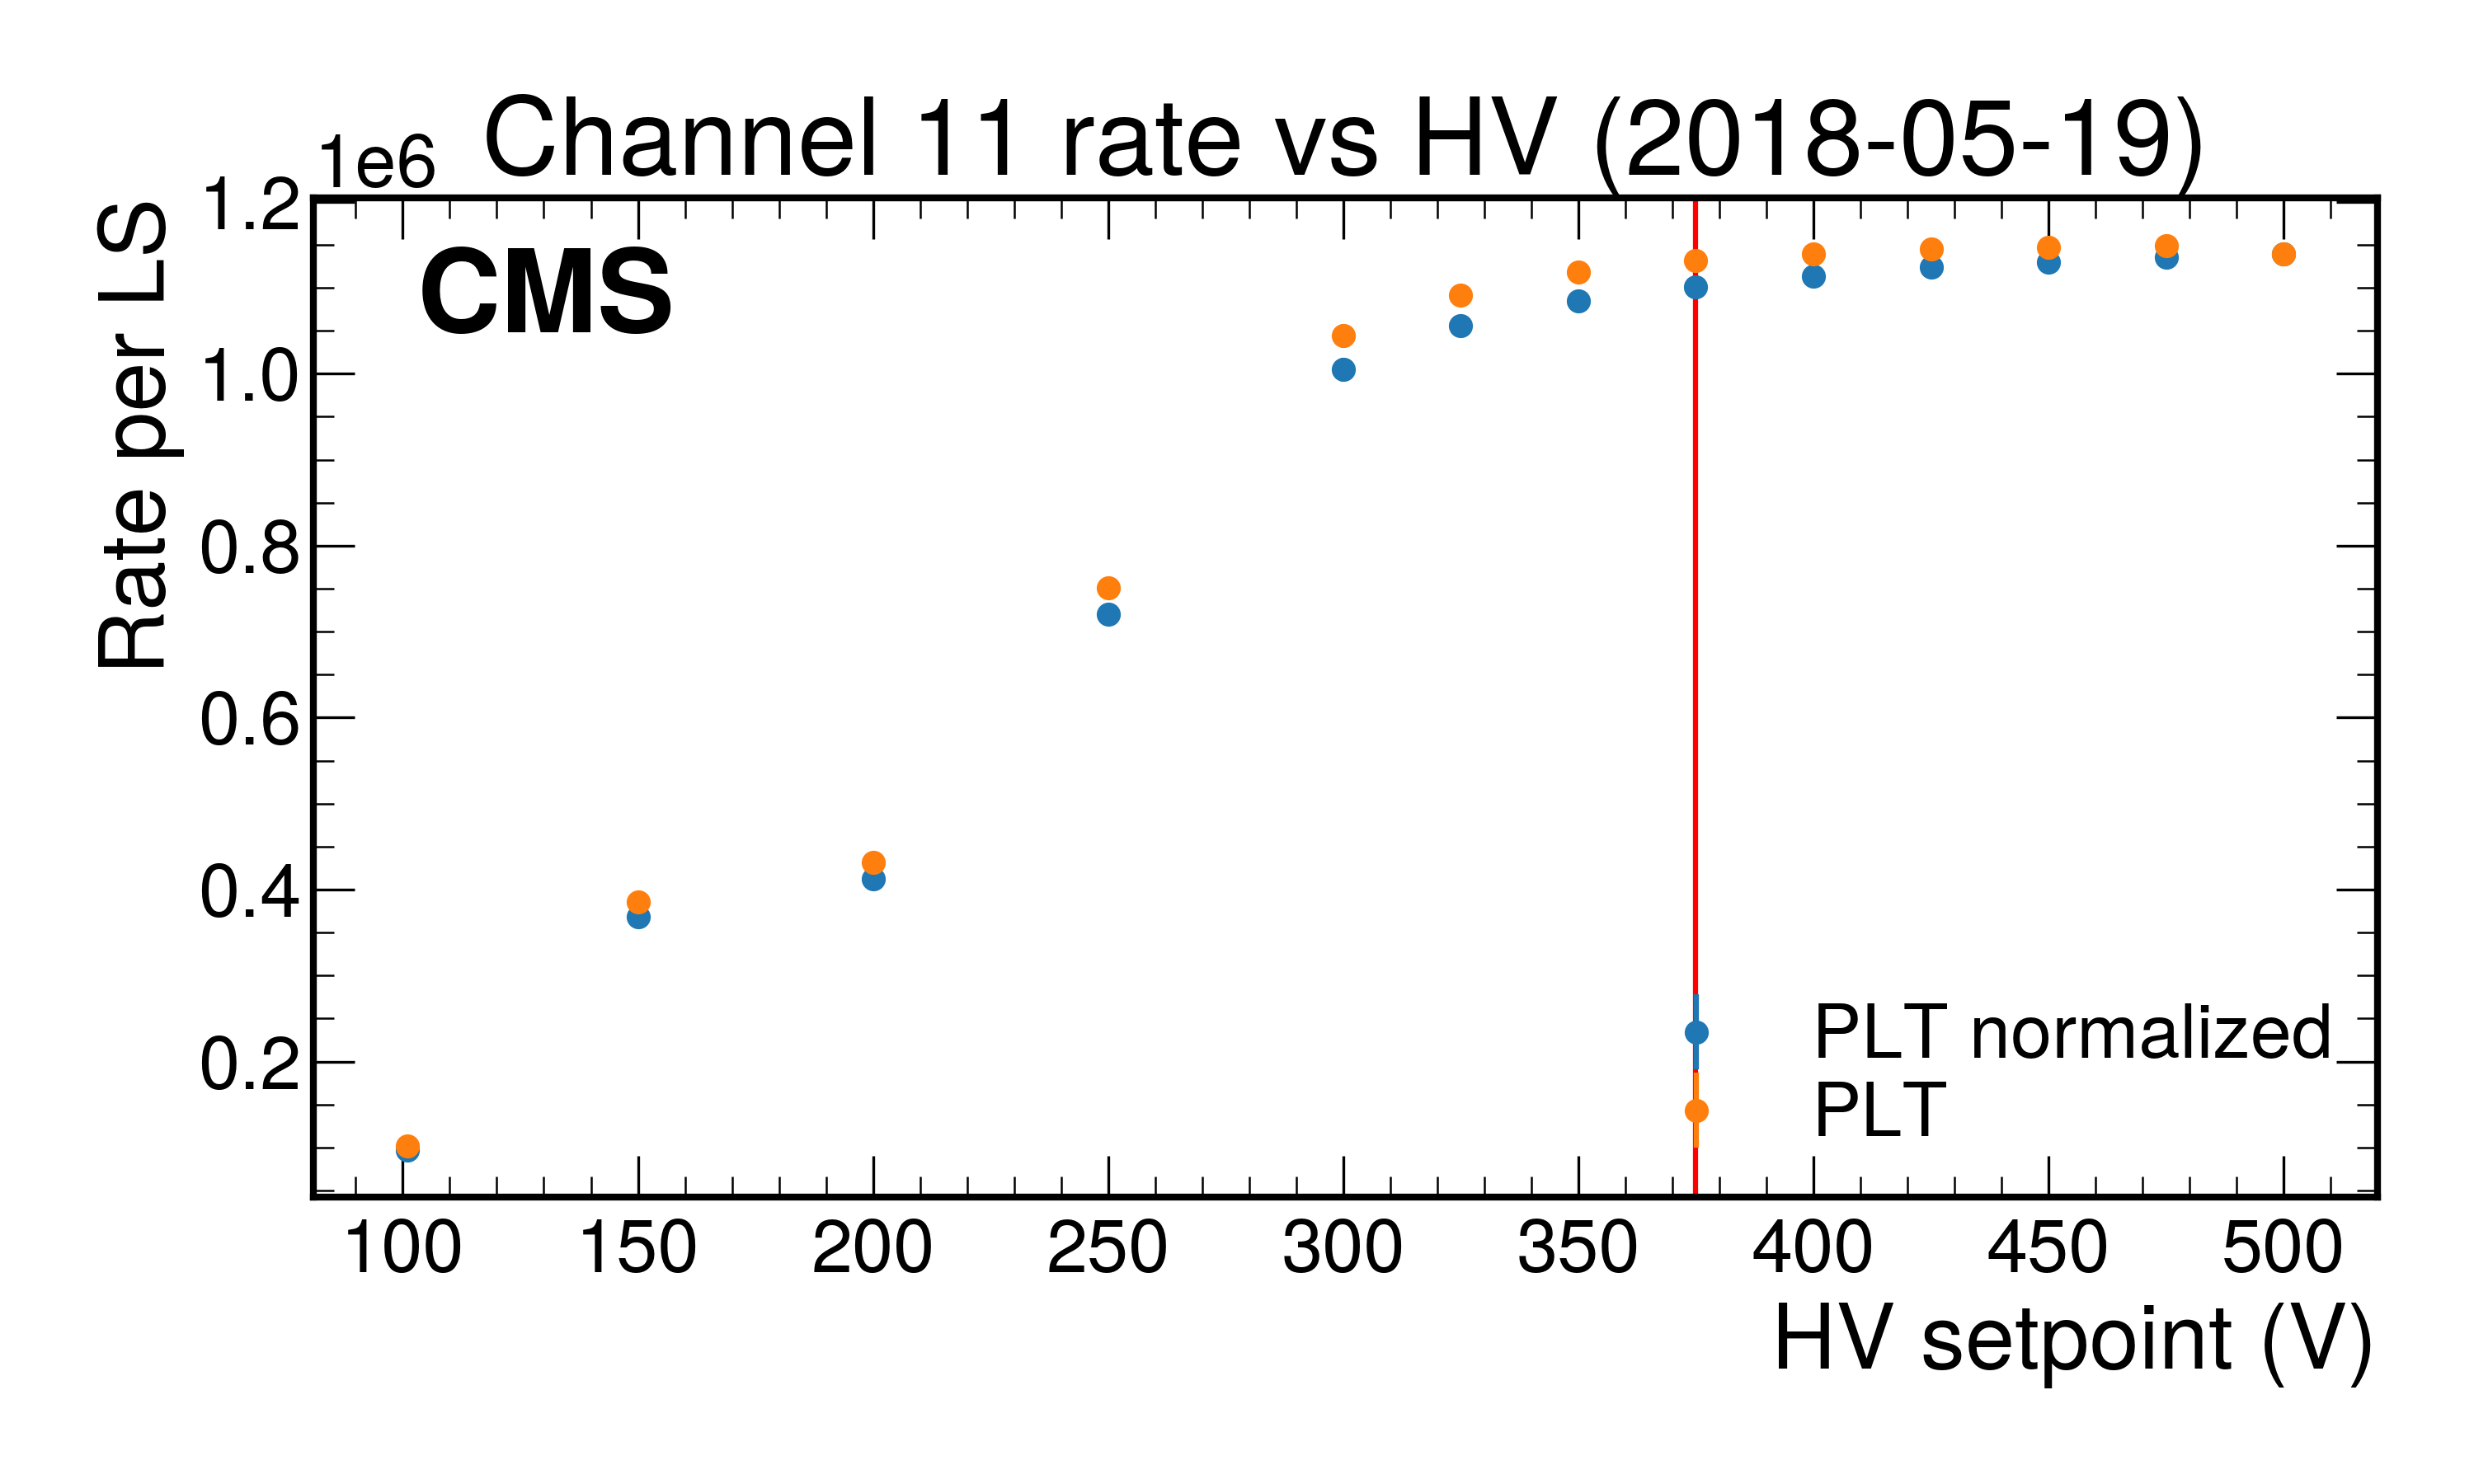 Channel 11 rate vs HV (2018-05-19)
1e6
CMS
Rate per LS
1.2
1.0
0.8
0.6
0.4
0.2
PLT normalized
PLT
100 150 200 250 300 350 400 450 500
HV setpoint (V)